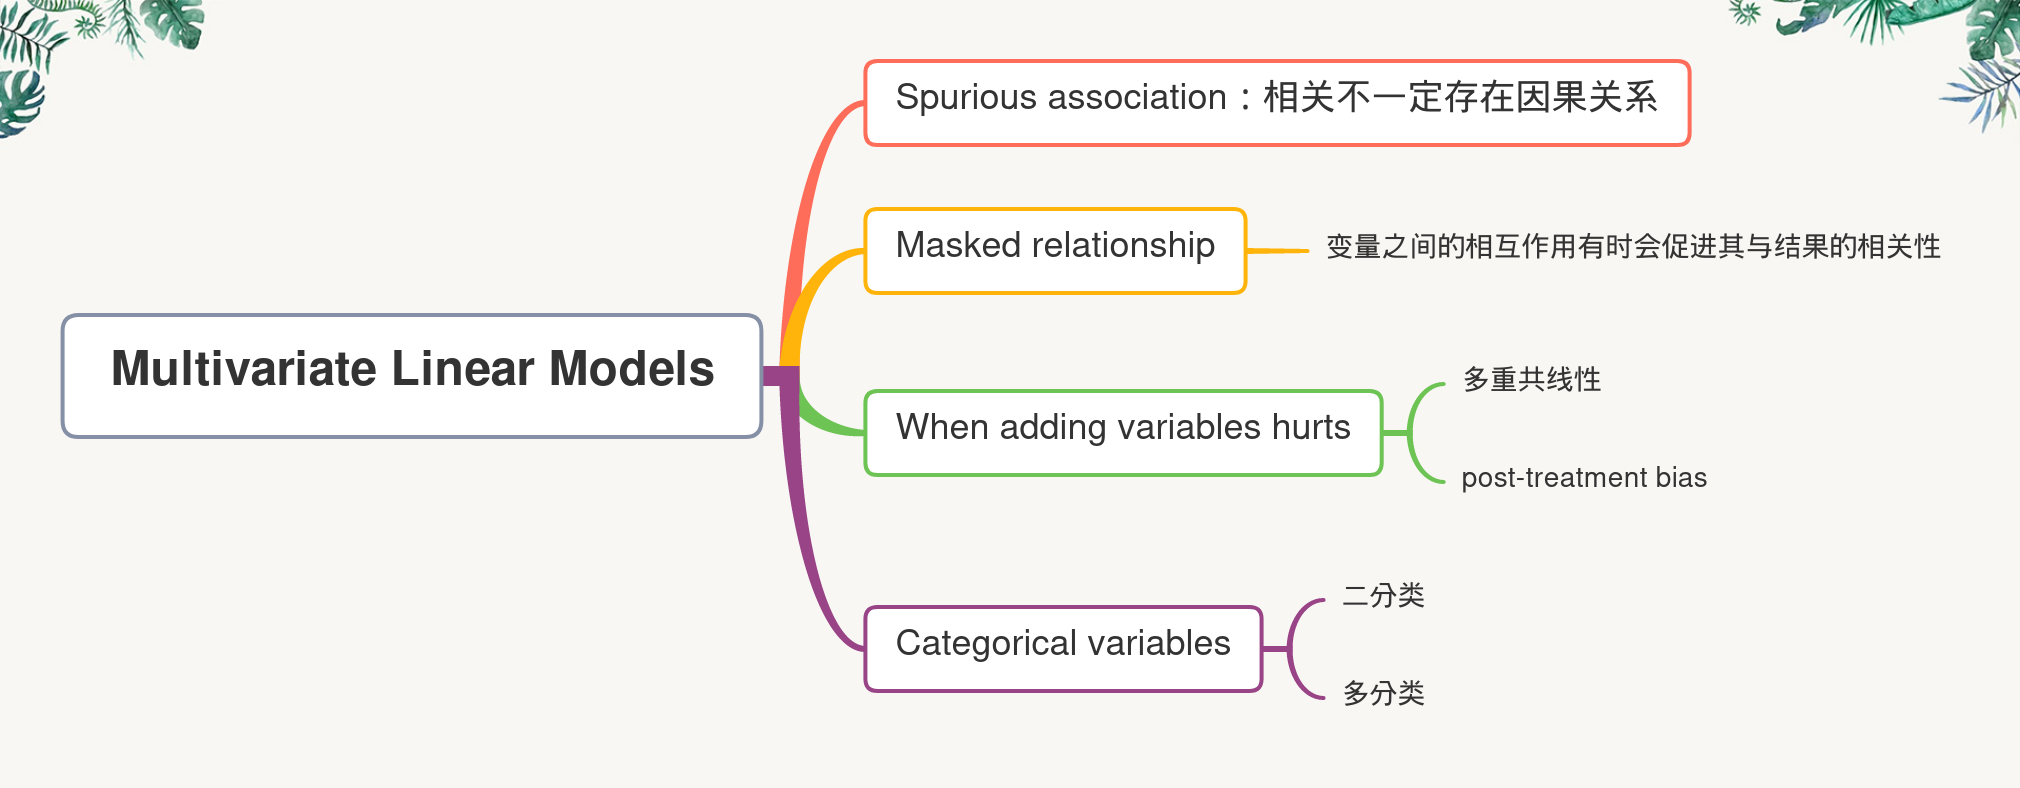 Multivariate Linear Models
Spurious association：相关不一定存在因果关系
Masked relationship
变量之间的相互作用有时会促进其与结果的相关性
When adding variables hurts
多重共线性
post-treatment bias
Categorical variables
二分类
多分类